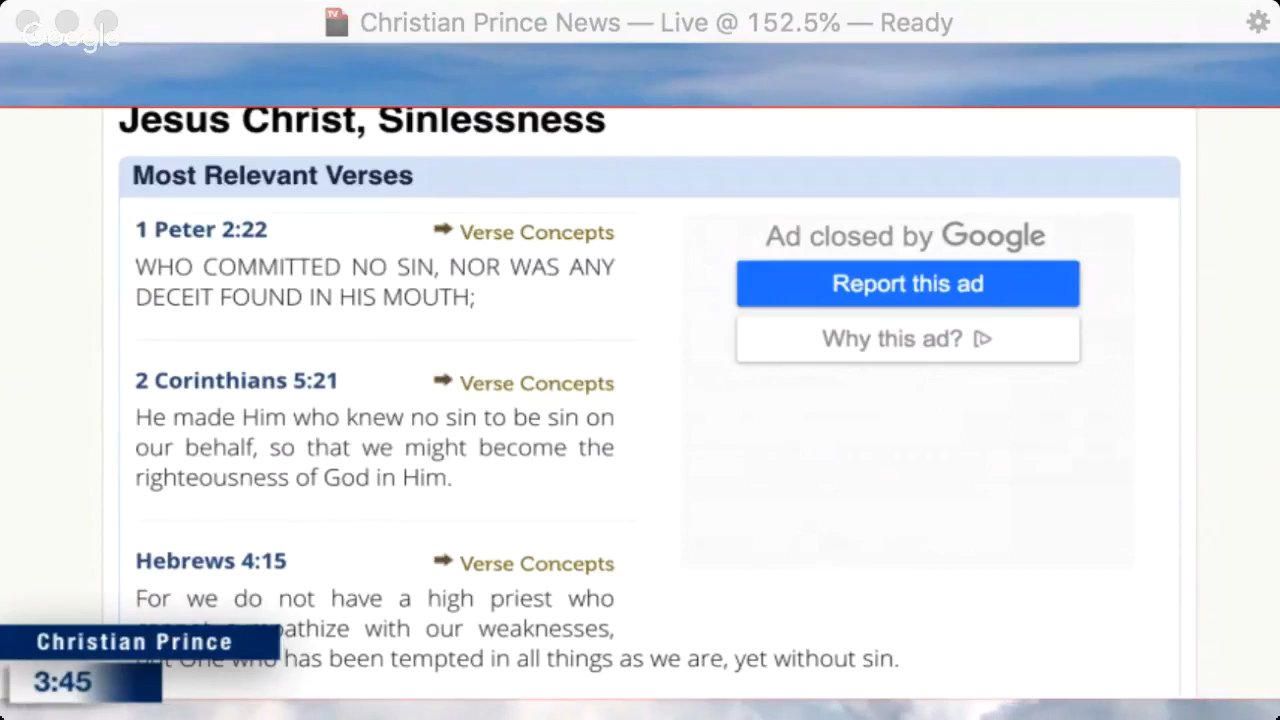 Google
TV
Christian Prince News — Live @ 152.5% — Ready
Jesus Christ, Sinlessness
Most Relevant Verses
1 Peter 2:22
Verse Concepts
WHO COMMITTED NO SIN, NOR WAS ANY
DECEIT FOUND IN HIS MOUTH;
2 Corinthians 5:21
Verse Concepts
He made Him who knew no sin to be sin on
our behalf, so that we might become the
righteousness of God in Him.
Hebrews 4:15
Verse Concepts
For we do not have a high priest who
with our weaknesses,
has been tempted in all things as we are, yet without sin.
Ad closed by Google
Report this ad
Why this ad?
Christian Prince
3:45